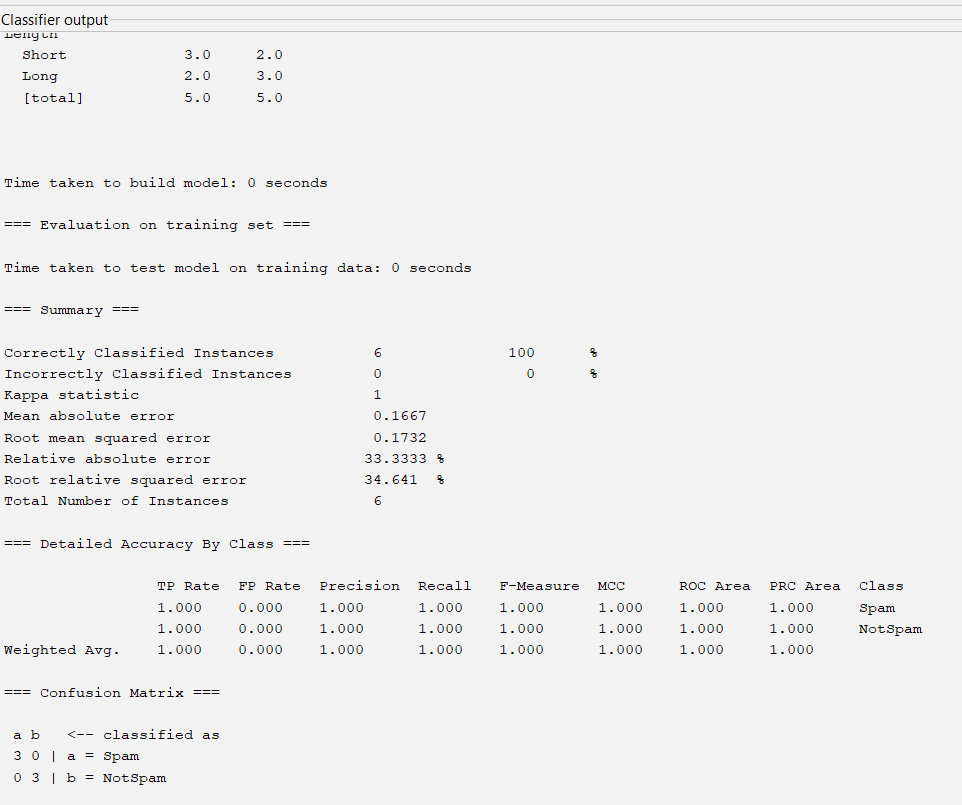 Classifier output
Length
Short 3.0 2.0
Long 2.0 3.0
[total] 5.0 5.0
Time taken to build model: 0 seconds
=== Evaluation on training set ===
Time taken to test model on training data: 0 seconds
=== Summary ===
Correctly Classified Instances 6 100 %
Incorrectly Classified Instances 0 0 %
Kappa statistic 1
Mean absolute error 0.1667
Root mean squared error 0.1732
Relative absolute error 33.3333 %
Root relative squared error 34.641 %
Total Number of Instances 6
=== Detailed Accuracy By Class ===
TP Rate FP Rate Precision Recall F-Measure MCC ROC Area PRC Area Class
1.000 0.000 1.000 1.000 1.000 1.000 1.000 1.000 Spam
1.000 0.000 1.000 1.000 1.000 1.000 1.000 1.000 NotSpam
Weighted Avg. 1.000 0.000 1.000 1.000 1.000 1.000 1.000 1.000
=== Confusion Matrix ===
a b <-- classified as
3 0 | a = Spam
0 3 | b = NotSpam